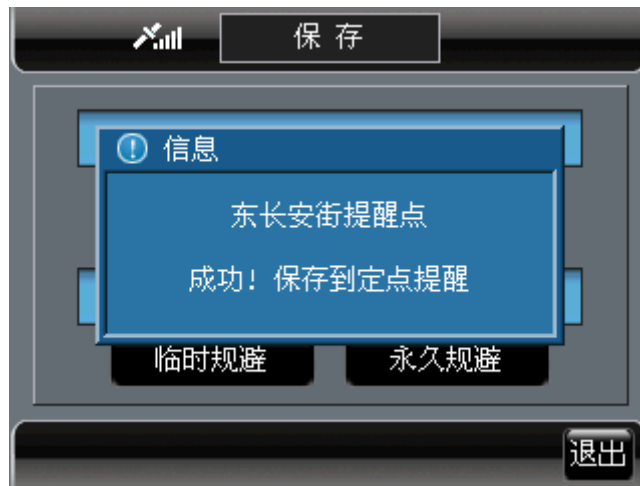 保 存
信息
东长安街提醒点
成功！保存到定点提醒
临时规避 永久规避
退出